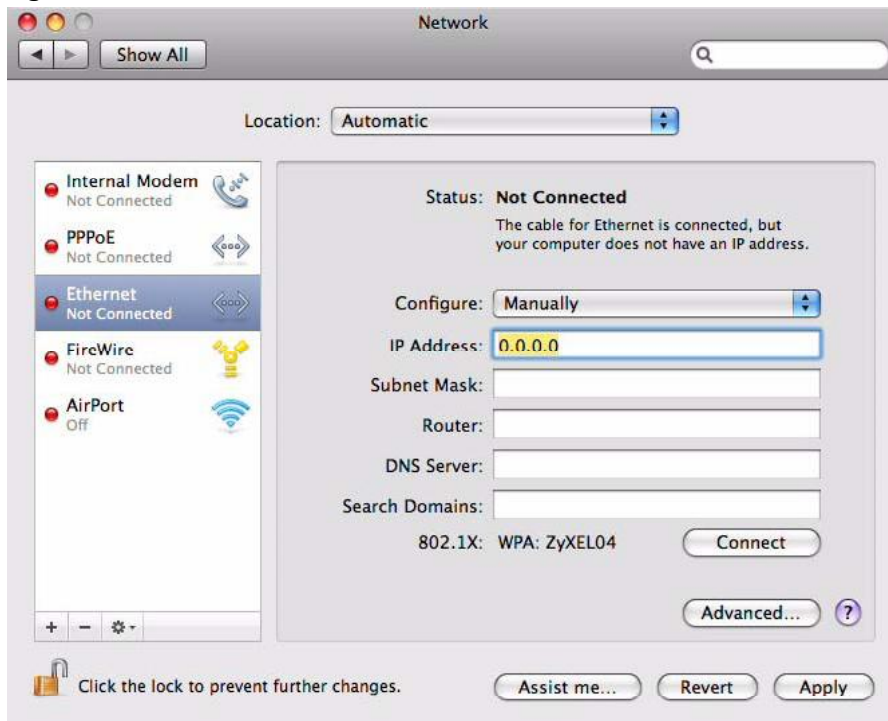 Network
Show All
Location: Automatic
Internal Modem
Not Connected
PPPoE
Not Connected
Ethernet
Not Connected
FireWire
Not Connected
AirPort
Off
Status: Not Connected
The cable for Ethernet is connected, but
your computer does not have an IP address.
Configure: Manually
IP Address: 0.0.0.0
Subnet Mask:
Router:
DNS Server:
Search Domains:
802.1X: WPA: ZyXEL04 Connect
Advanced... ?
+ −
Click the lock to prevent further changes.
Assist me... Revert Apply